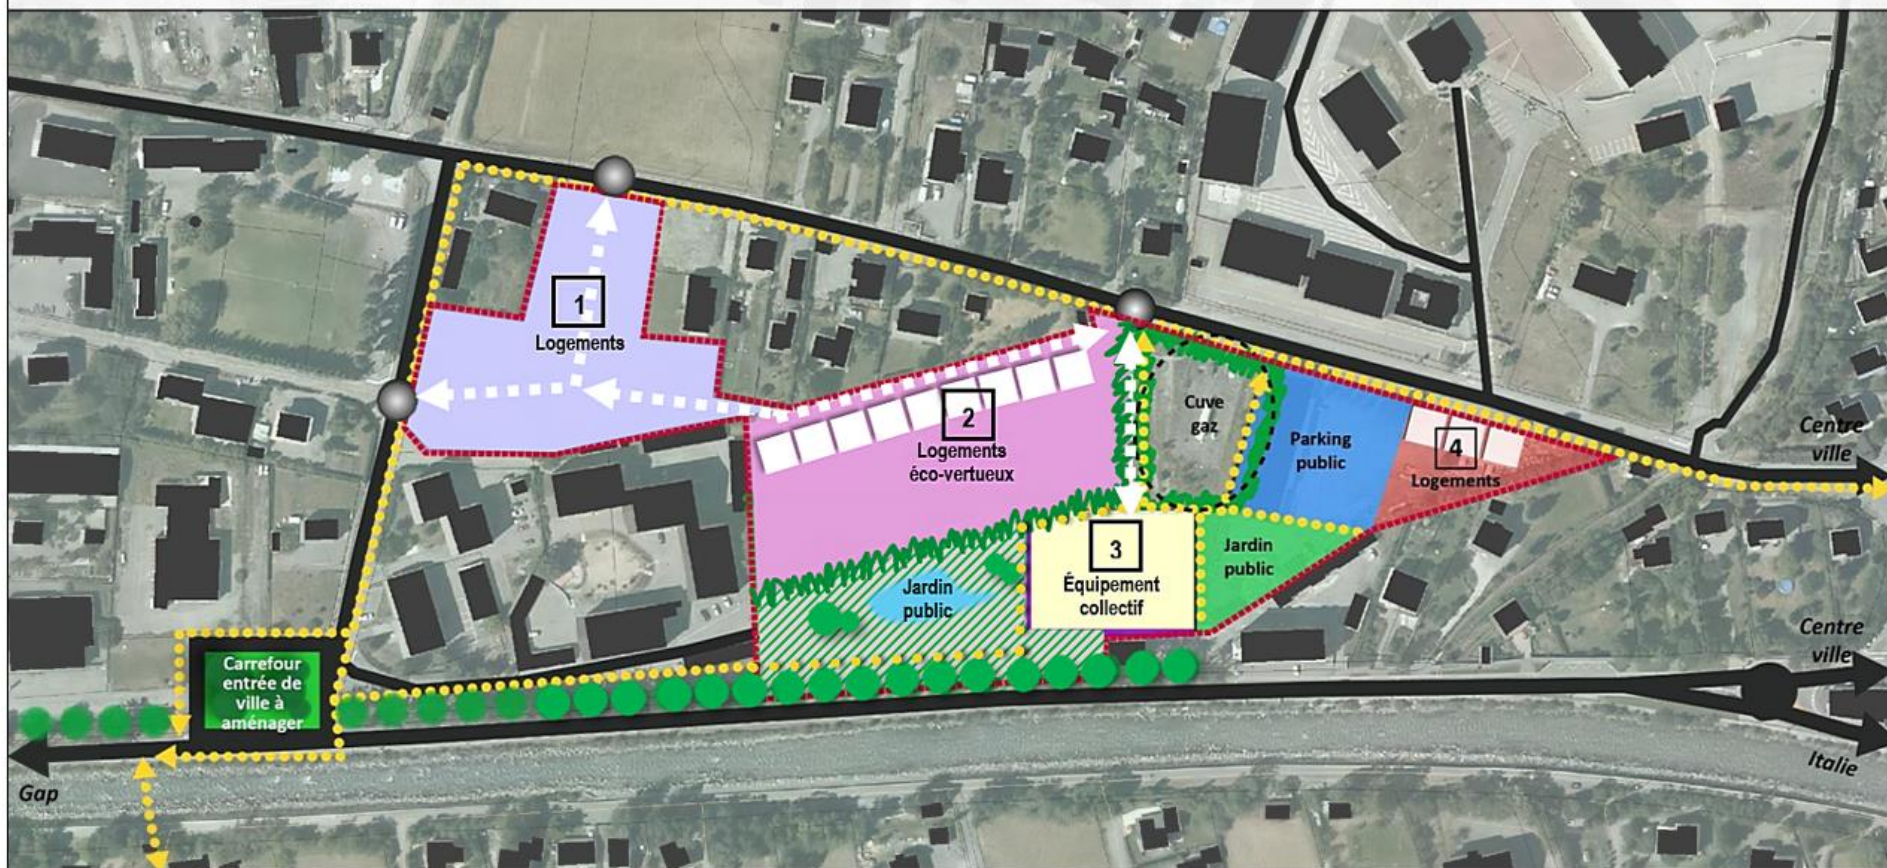 1
Logements
2
Logements
éco-vertueux
Cuve
gaz
Parking
public
4
Logements
Centre
ville
3
Équipement
collectif
Jardin
public
Jardin
public
Carrefour
entrée de
ville à
aménager
Centre
ville
Italie
Gap